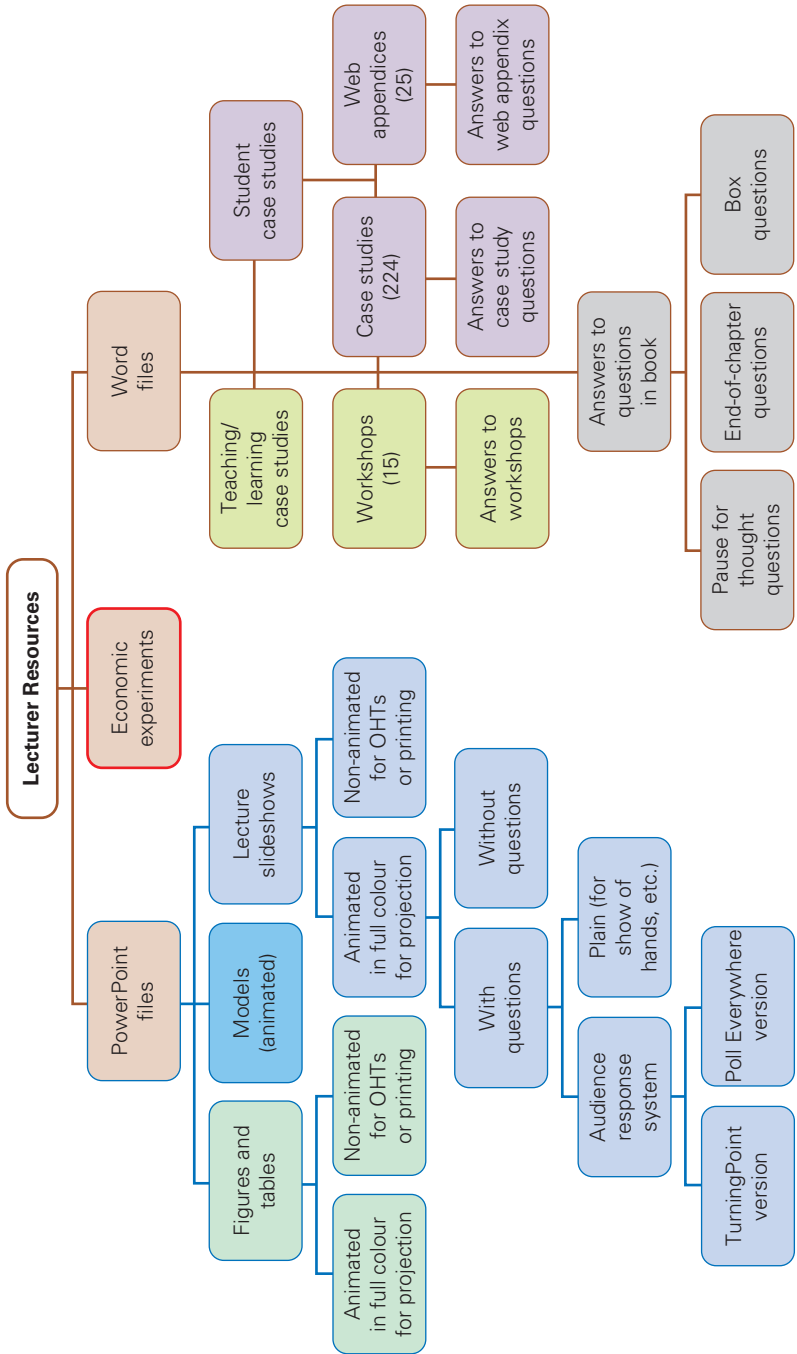 Lecturer Resources
PowerPoint
files
Economic
experiments
Word
files
Figures and
tables
Models
(animated)
Lecture
slideshows
Teaching/
learning
case studies
Student
case studies
Animated
in full colour
for projection
Non-animated
for OHTs
or printing
Animated
in full colour
for projection
Non-animated
for OHTs
or printing
Workshops
(15)
Case studies
(224)
Web
appendices
(25)
With
questions
Without
questions
Answers to
workshops
Answers to
case study
questions
Answers to
web appendix
questions
Audience
response
system
Plain (for
show of
hands, etc.)
Answers to
questions
in book
TurningPoint
version
Poll Everywhere
version
Pause for
thought
questions
End-of-chapter
questions
Box
questions